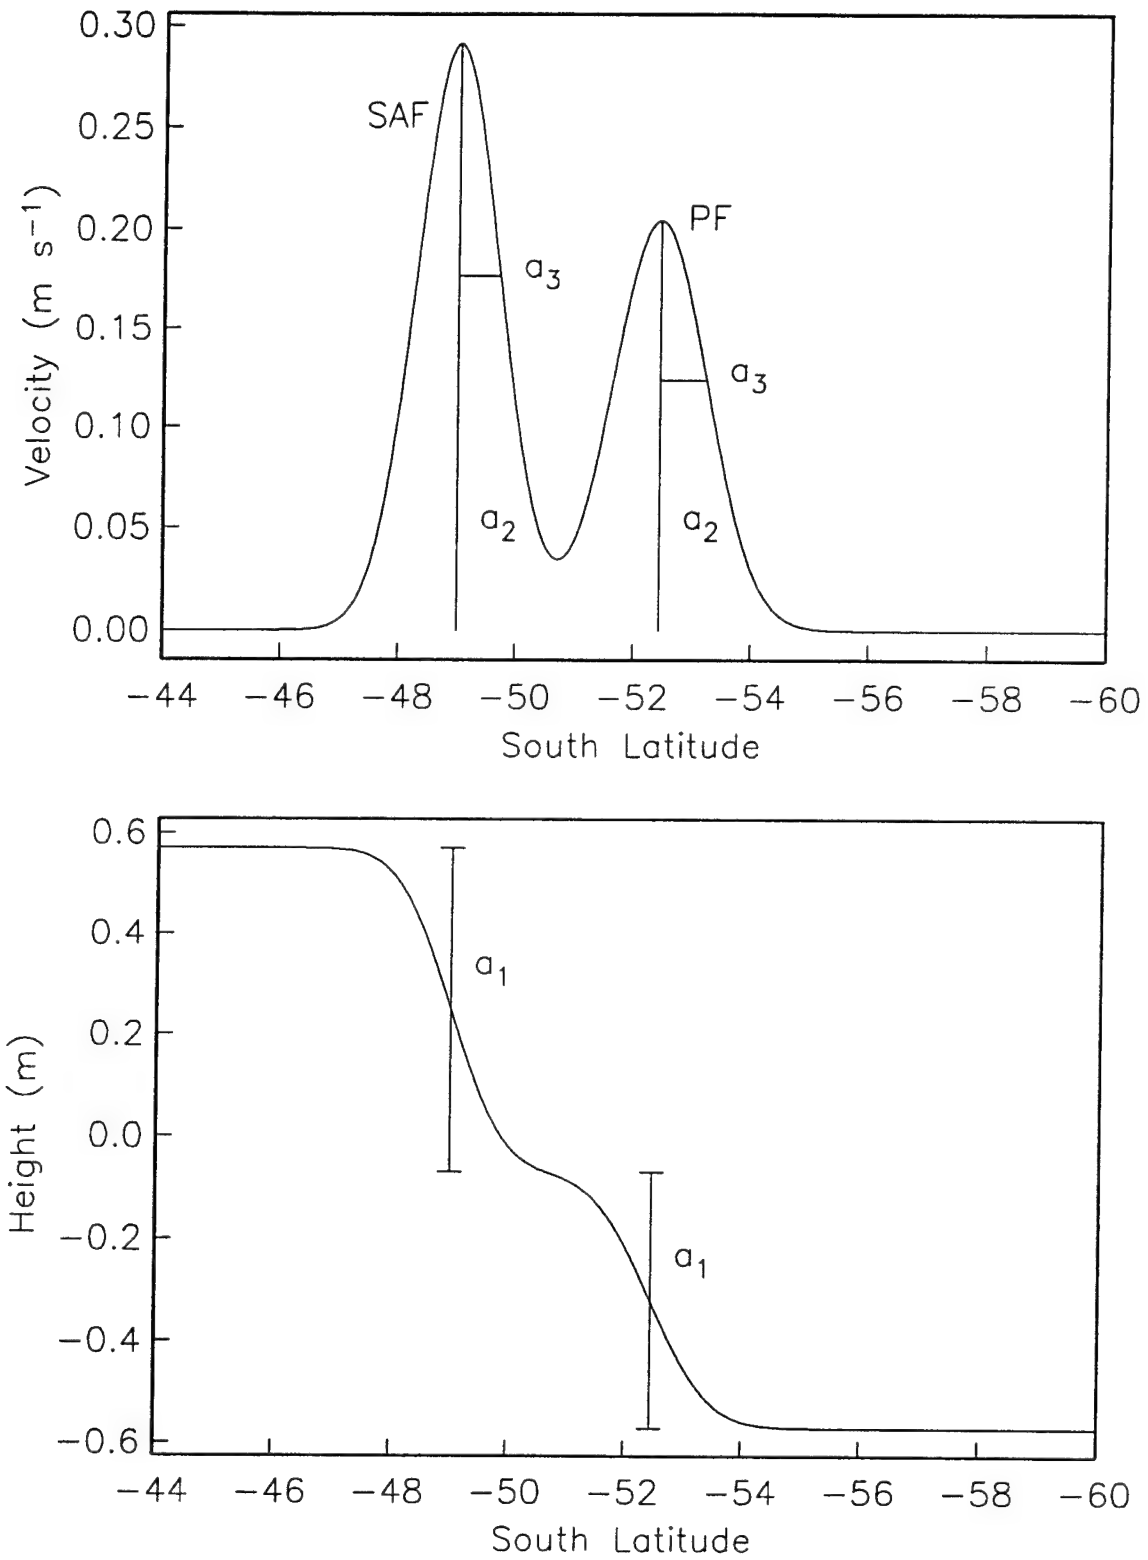 0.30
0.25
0.20
0.15
0.10
0.05
0.00
Velocity (m s⁻¹)
SAF
PF
a₃
a₃
a₂
a₂
−44 −46 −48 −50 −52 −54 −56 −58 −60
South Latitude
0.6
0.4
0.2
0.0
−0.2
−0.4
−0.6
Height (m)
a₁
a₁
−44 −46 −48 −50 −52 −54 −56 −58 −60
South Latitude